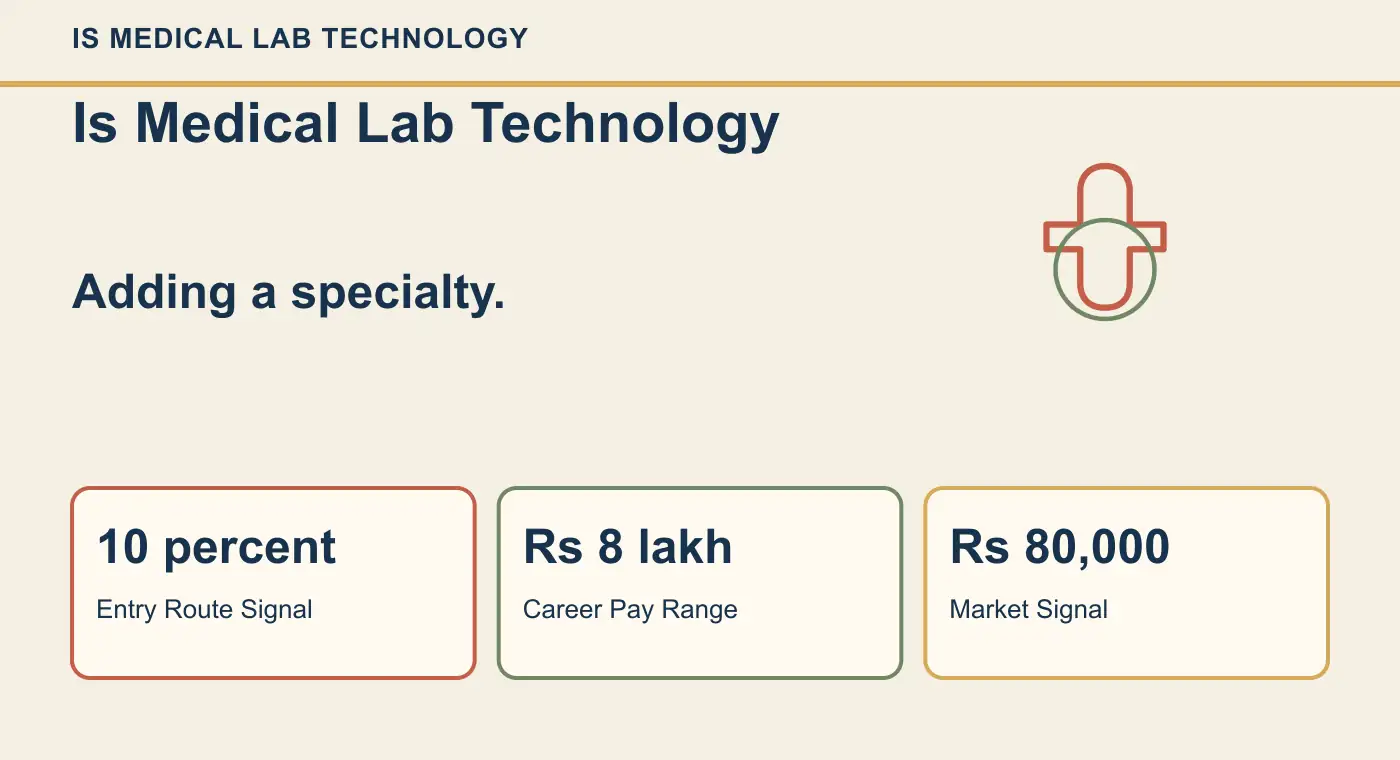 IS MEDICAL LAB TECHNOLOGY
Is Medical Lab Technology
Adding a specialty.
10 percent
Entry Route Signal
Rs 8 lakh
Career Pay Range
Rs 80,000
Market Signal